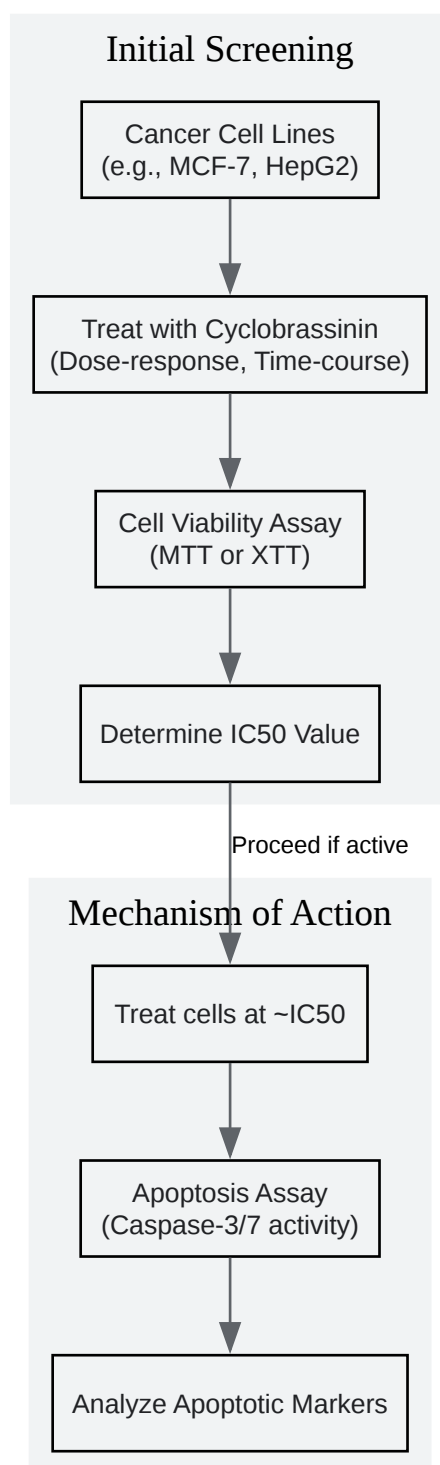 Initial Screening
Cancer Cell Lines
(e.g., MCF-7, HepG2)
Treat with Cyclobrassinin
(Dose-response, Time-course)
Cell Viability Assay
(MTT or XTT)
Determine IC50 Value
Proceed if active
Mechanism of Action
Treat cells at ~IC50
Apoptosis Assay
(Caspase-3/7 activity)
Analyze Apoptotic Markers